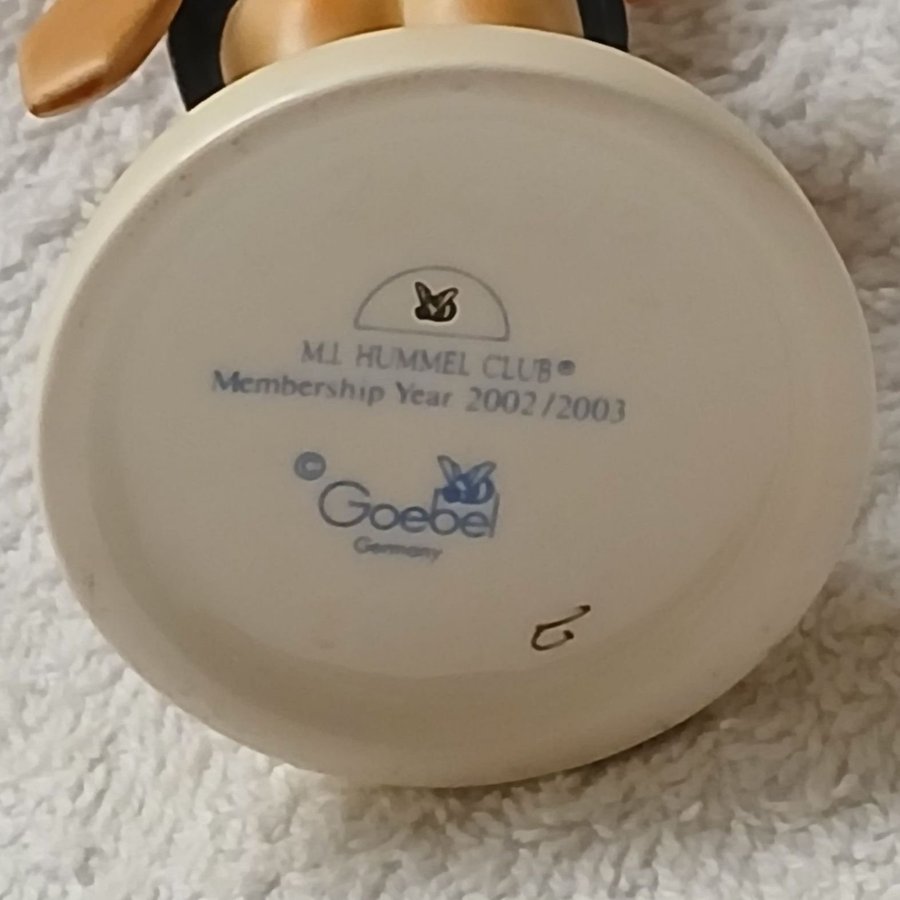 M.I. HUMMEL CLUB®
Membership Year 2002/2003
©
Goebel
Germany